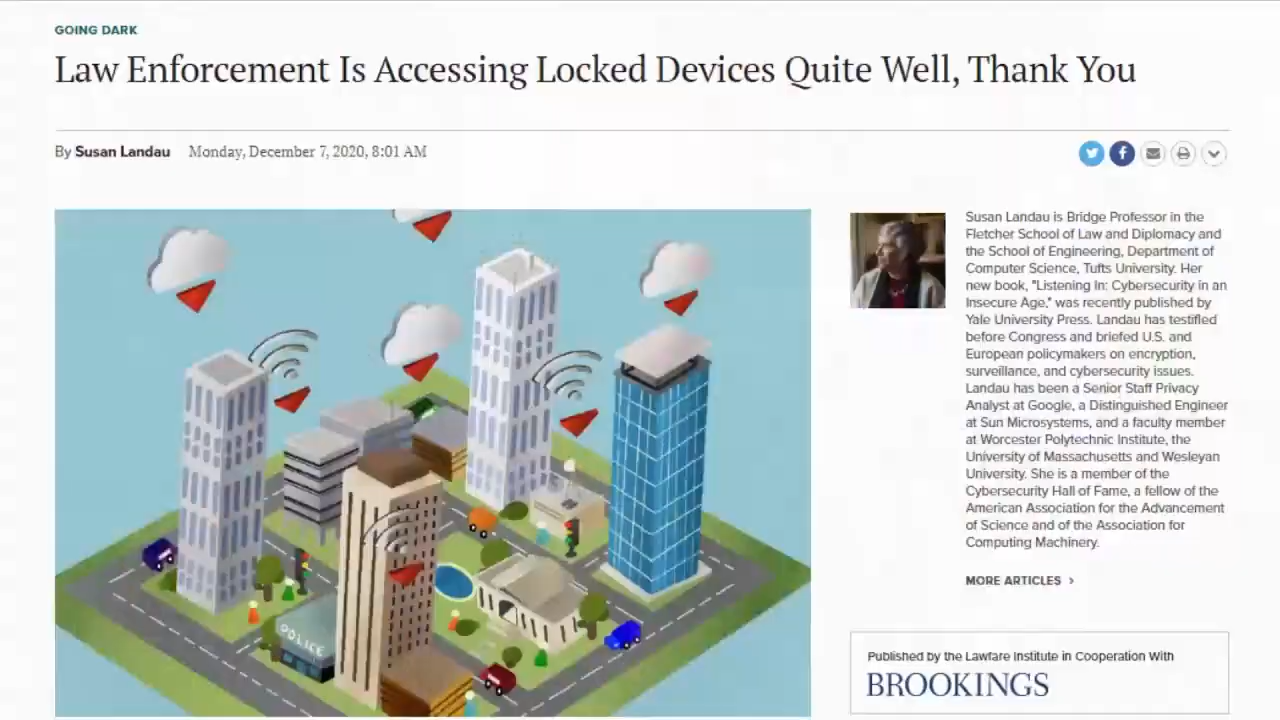 GOING DARK
Law Enforcement Is Accessing Locked Devices Quite Well, Thank You
By Susan Landau Monday, December 7, 2020, 8:01 AM
POLICE
Susan Landau is Bridge Professor in the
Fletcher School of Law and Diplomacy and
the School of Engineering, Department of
Computer Science, Tufts University. Her
new book, "Listening In: Cybersecurity in an
Insecure Age," was recently published by
Yale University Press. Landau has testified
before Congress and briefed U.S. and
European policymakers on encryption,
surveillance, and cybersecurity issues.
Landau has been a Senior Staff Privacy
Analyst at Google, a Distinguished Engineer
at Sun Microsystems, and a faculty member
at Worcester Polytechnic Institute, the
University of Massachusetts and Wesleyan
University. She is a member of the
Cybersecurity Hall of Fame, a fellow of the
American Association for the Advancement
of Science and of the Association for
Computing Machinery.
MORE ARTICLES >
Published by the Lawfare Institute in Cooperation With
BROOKINGS